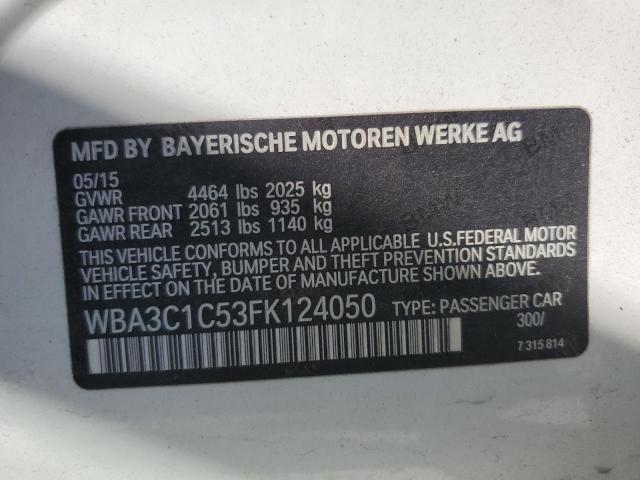 MFD BY BAYERISCHE MOTOREN WERKE AG
05/15
GVWR 4464 lbs 2025 kg
GAWR FRONT 2061 lbs 935 kg
GAWR REAR 2513 lbs 1140 kg
THIS VEHICLE CONFORMS TO ALL APPLICABLE U.S.FEDERAL MOTOR
VEHICLE SAFETY, BUMPER AND THEFT PREVENTION STANDARDS
IN EFFECT ON THE DATE OF MANUFACTURE SHOWN ABOVE.
WBA3C1C53FK124050 TYPE: PASSENGER CAR
300/
7 315 814